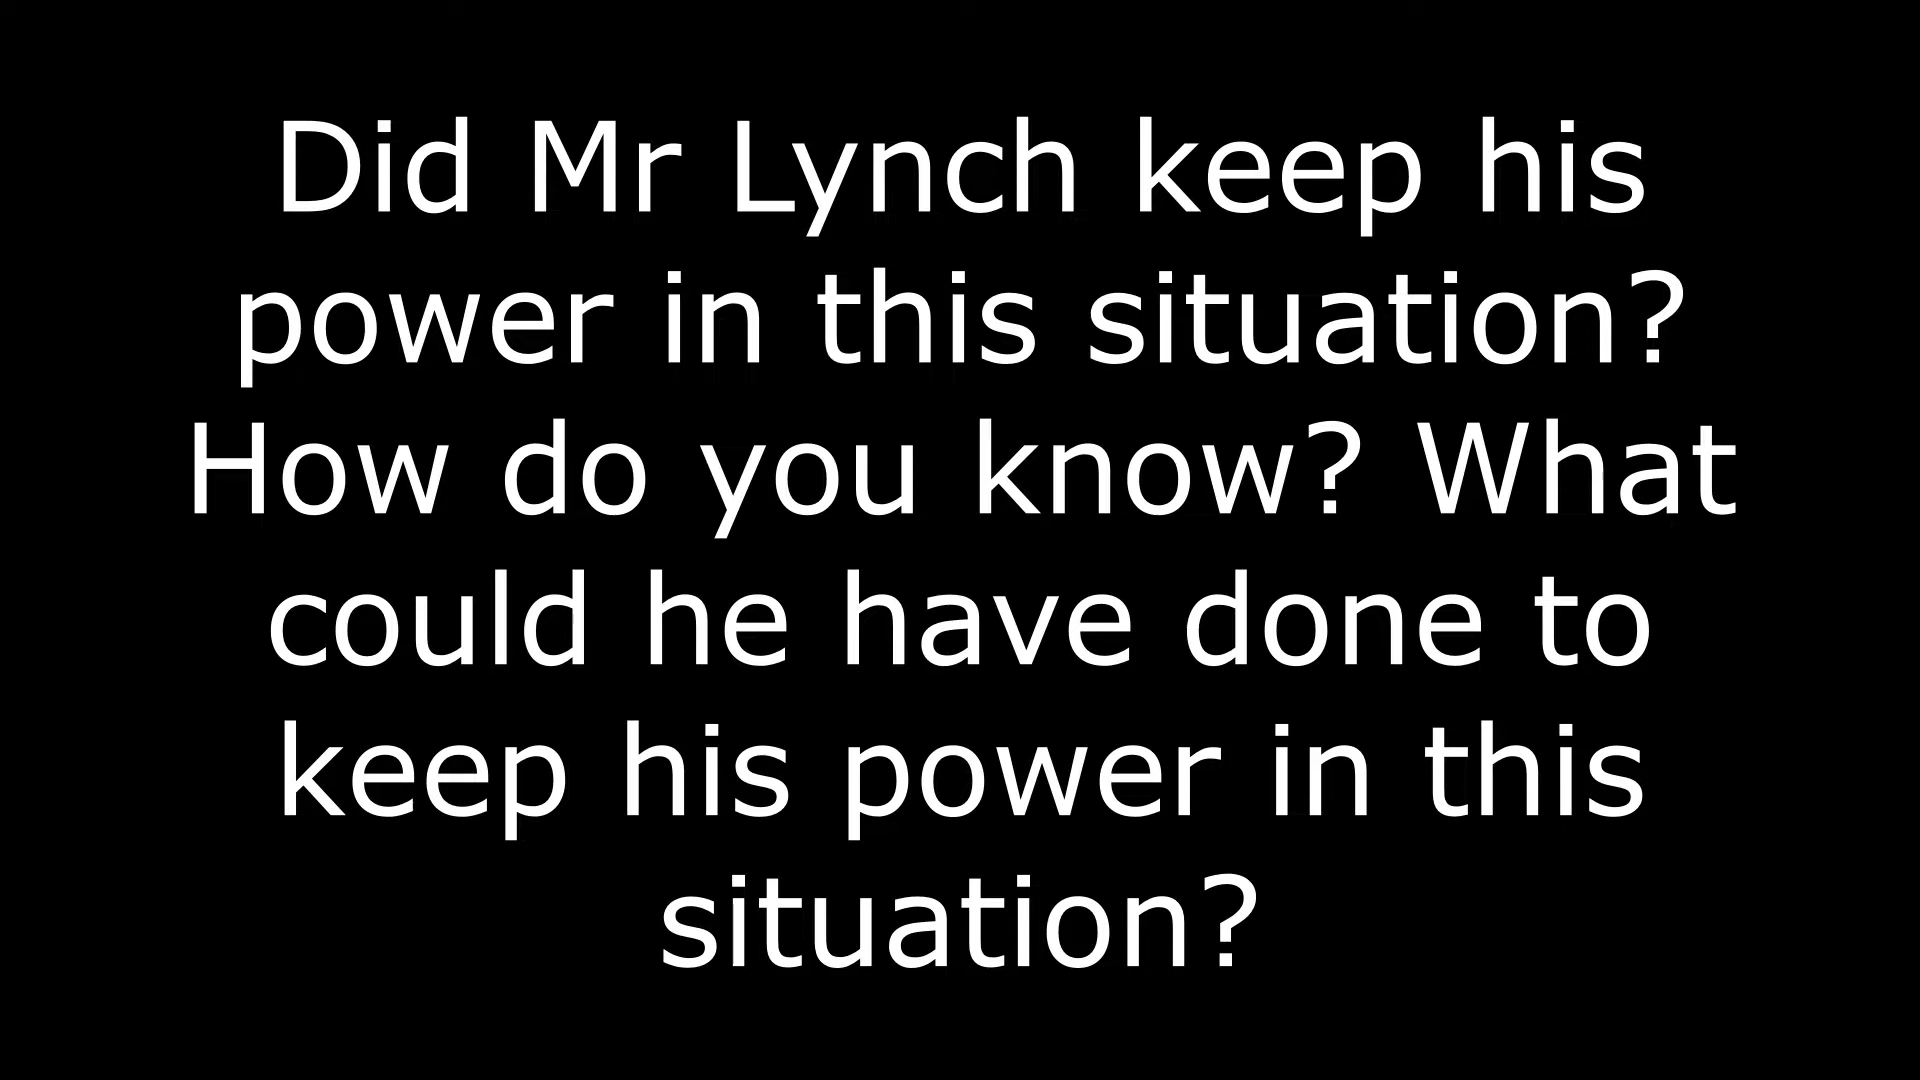 Did Mr Lynch keep his
power in this situation?
How do you know? What
could he have done to
keep his power in this
situation?